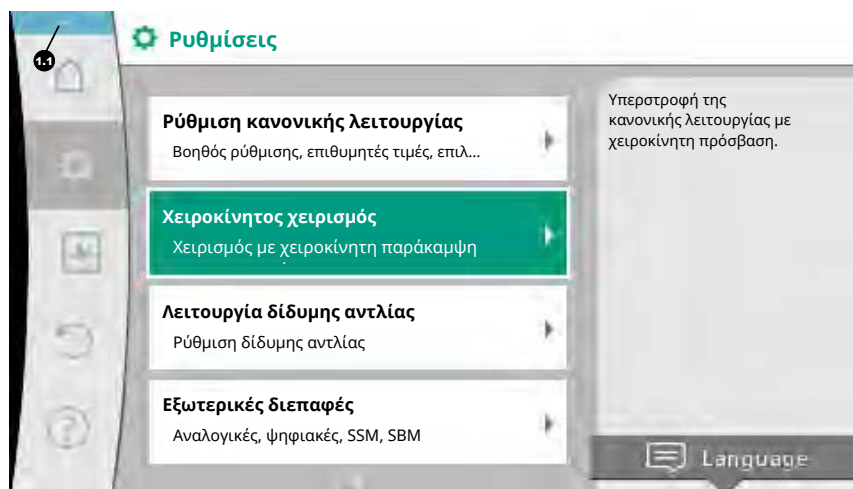 Ρυθμίσεις
1.1
Ρύθμιση κανονικής λειτουργίας
Βοηθός ρύθμισης, επιθυμητές τιμές, επιλ...
Χειροκίνητος χειρισμός
Χειρισμός με χειροκίνητη παράκαμψη
Λειτουργία δίδυμης αντλίας
Ρύθμιση δίδυμης αντλίας
Εξωτερικές διεπαφές
Αναλογικές, ψηφιακές, SSM, SBM
Υπερστροφή της
κανονικής λειτουργίας με
χειροκίνητη πρόσβαση.
Language